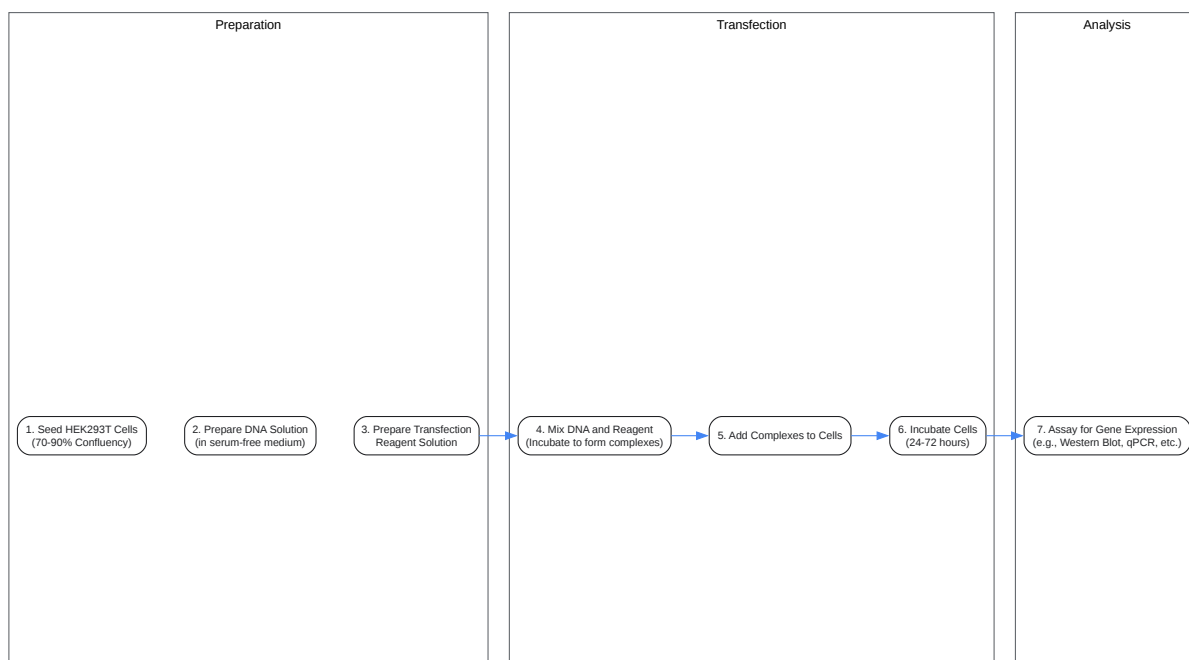 Preparation
Transfection
Analysis
1. Seed HEK293T Cells
(70-90% Confluency)
2. Prepare DNA Solution
(in serum-free medium)
3. Prepare Transfection
Reagent Solution
4. Mix DNA and Reagent
(Incubate to form complexes)
5. Add Complexes to Cells
6. Incubate Cells
(24-72 hours)
7. Assay for Gene Expression
(e.g., Western Blot, qPCR, etc.)